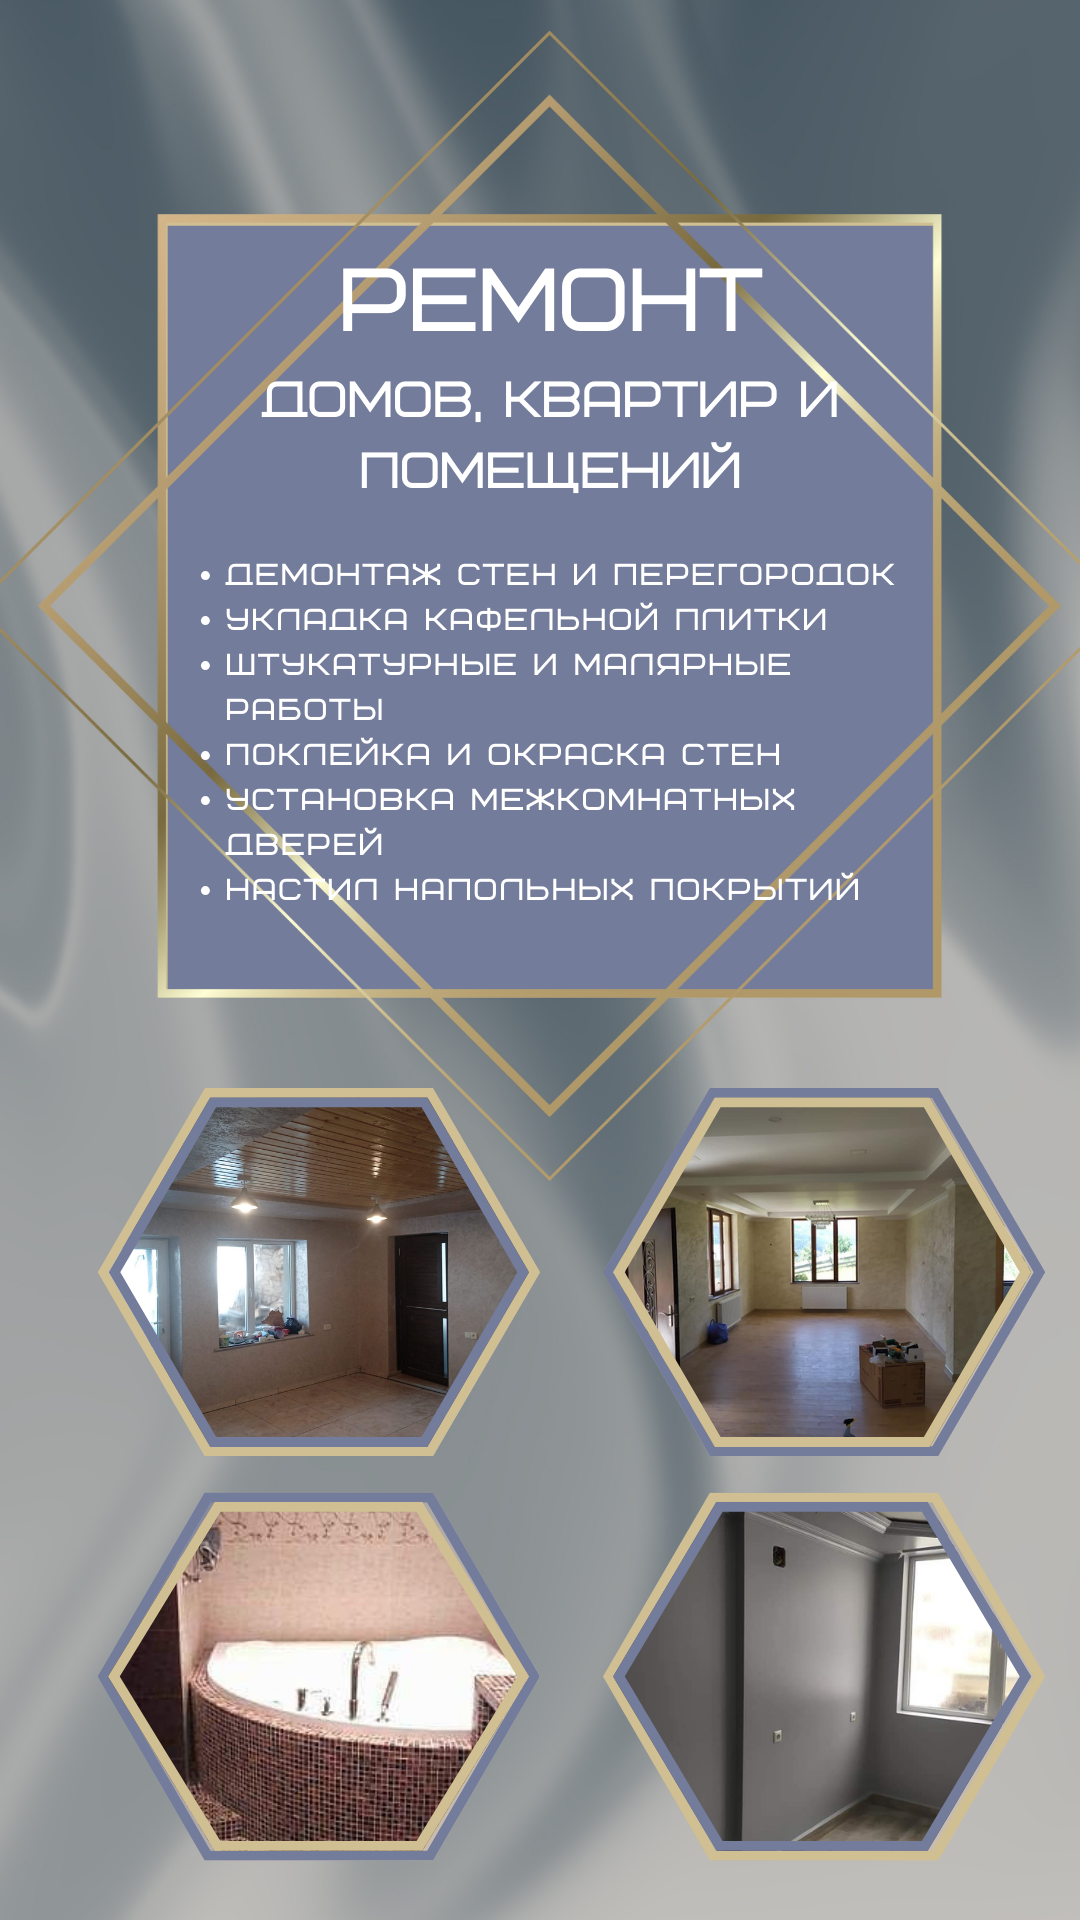 РЕМОНТ
ДОМОВ, КВАРТИР И
ПОМЕЩЕНИЙ
• ДЕМОНТАЖ СТЕН И ПЕРЕГОРОДОК
• УКЛАДКА КАФЕЛЬНОЙ ПЛИТКИ
• ШТУКАТУРНЫЕ И МАЛЯРНЫЕ
РАБОТЫ
• ПОКЛЕЙКА И ОКРАСКА СТЕН
• УСТАНОВКА МЕЖКОМНАТНЫХ
ДВЕРЕЙ
• НАСТИЛ НАПОЛЬНЫХ ПОКРЫТИЙ